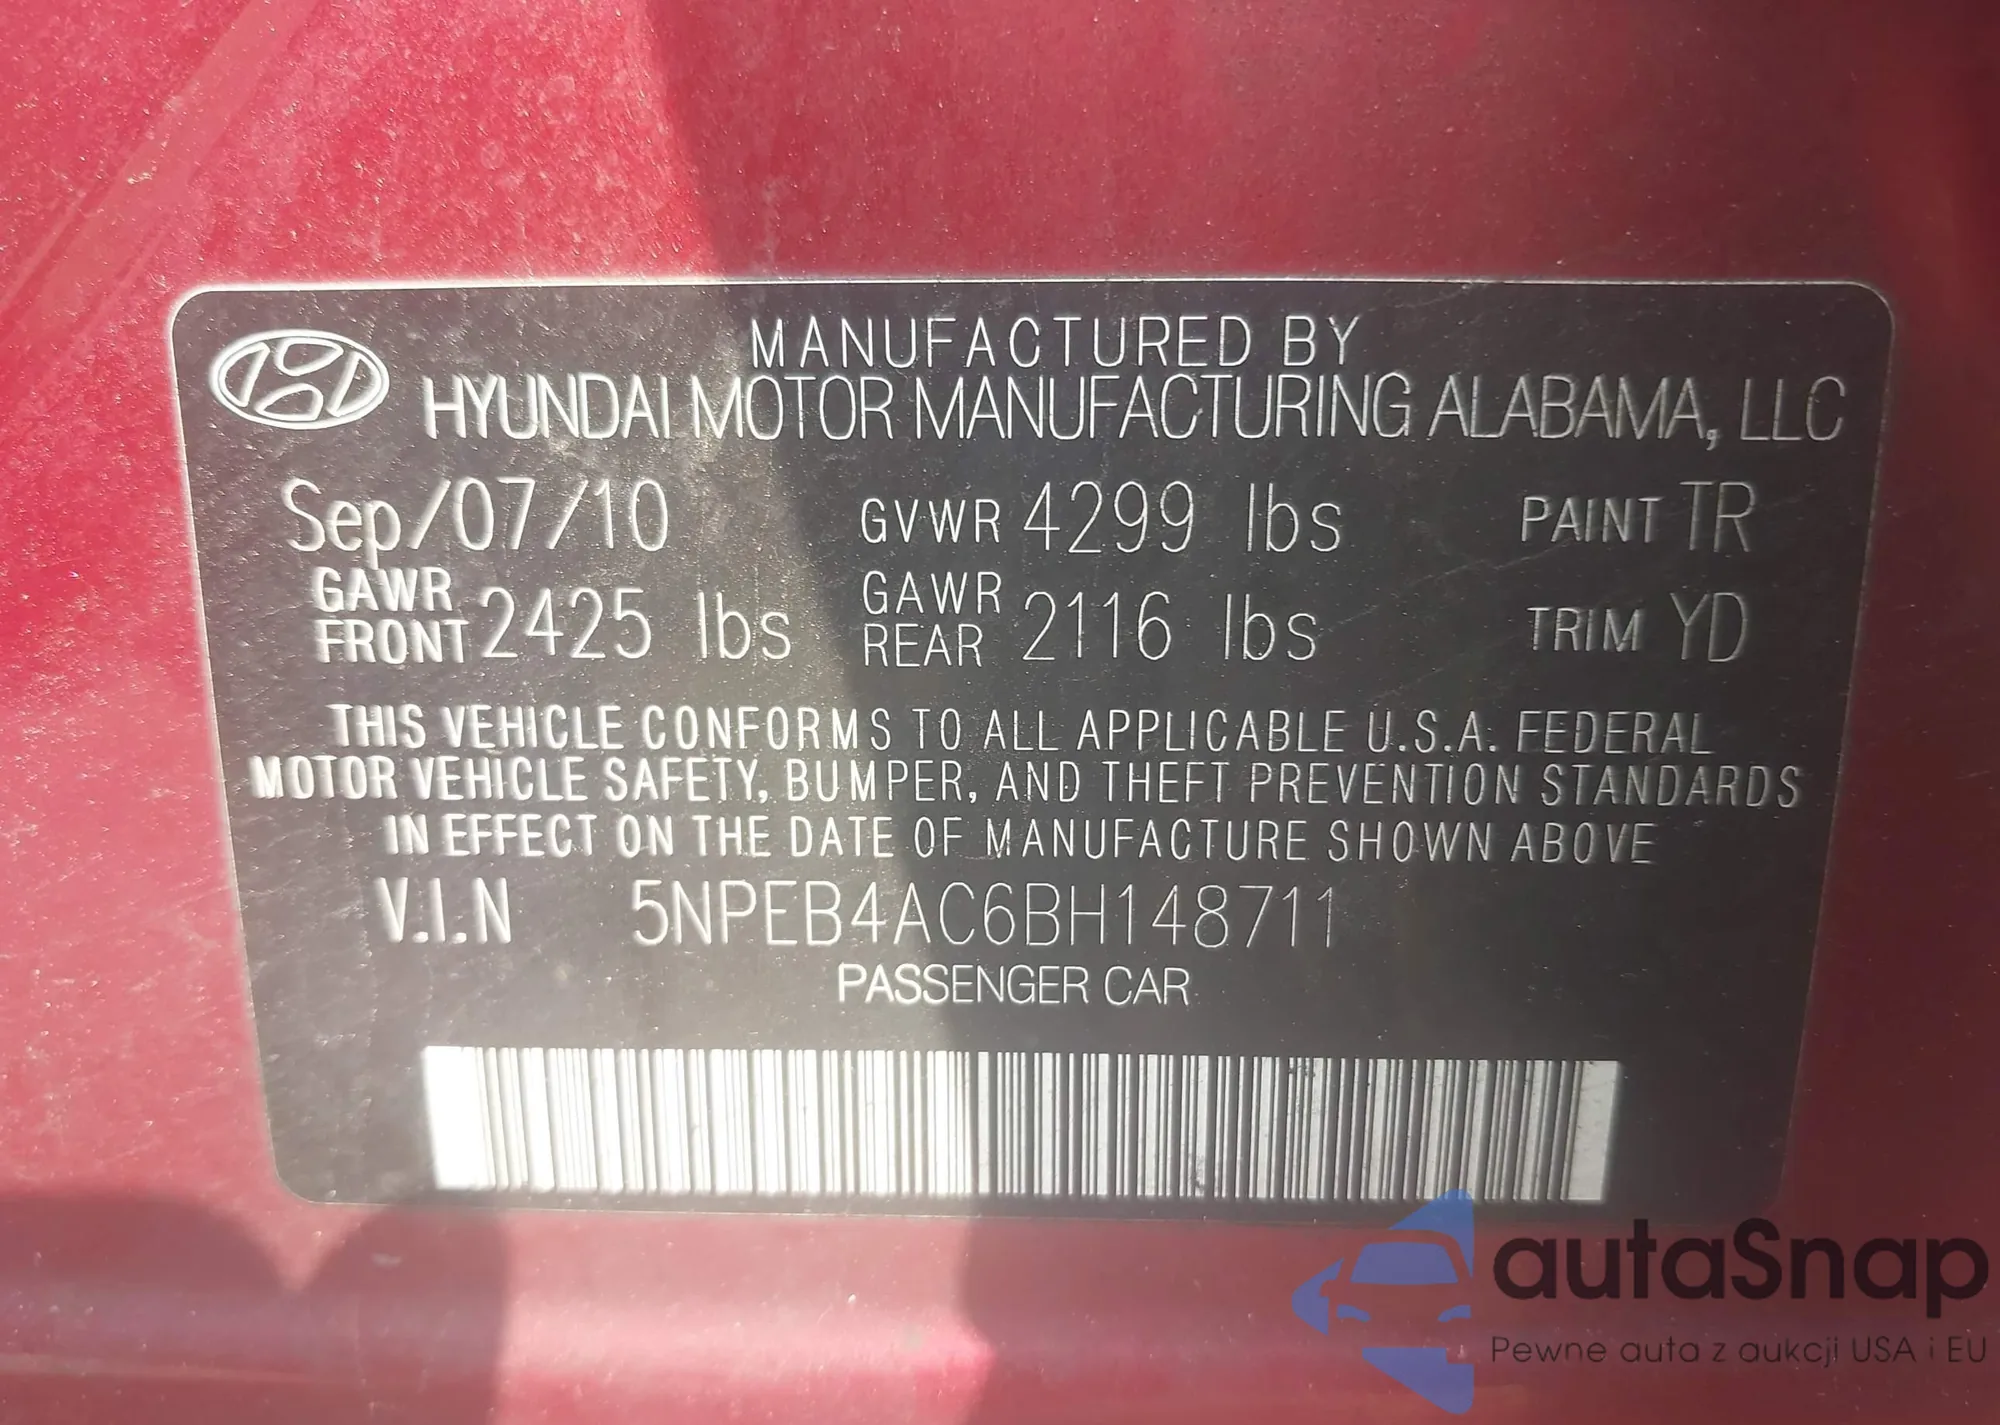 MANUFACTURED BY
HYUNDAI MOTOR MANUFACTURING ALABAMA, LLC
Sep/07/10 GVWR 4299 lbs PAINT TR
GAWR FRONT 2425 lbs GAWR REAR 2116 lbs TRIM YD
THIS VEHICLE CONFORMS TO ALL APPLICABLE U.S.A. FEDERAL
MOTOR VEHICLE SAFETY, BUMPER, AND THEFT PREVENTION STANDARDS
IN EFFECT ON THE DATE OF MANUFACTURE SHOWN ABOVE
V.I.N 5NPEB4AC6BH148711
PASSENGER CAR
autaSnap
Pewne auta z aukcji USA i EU